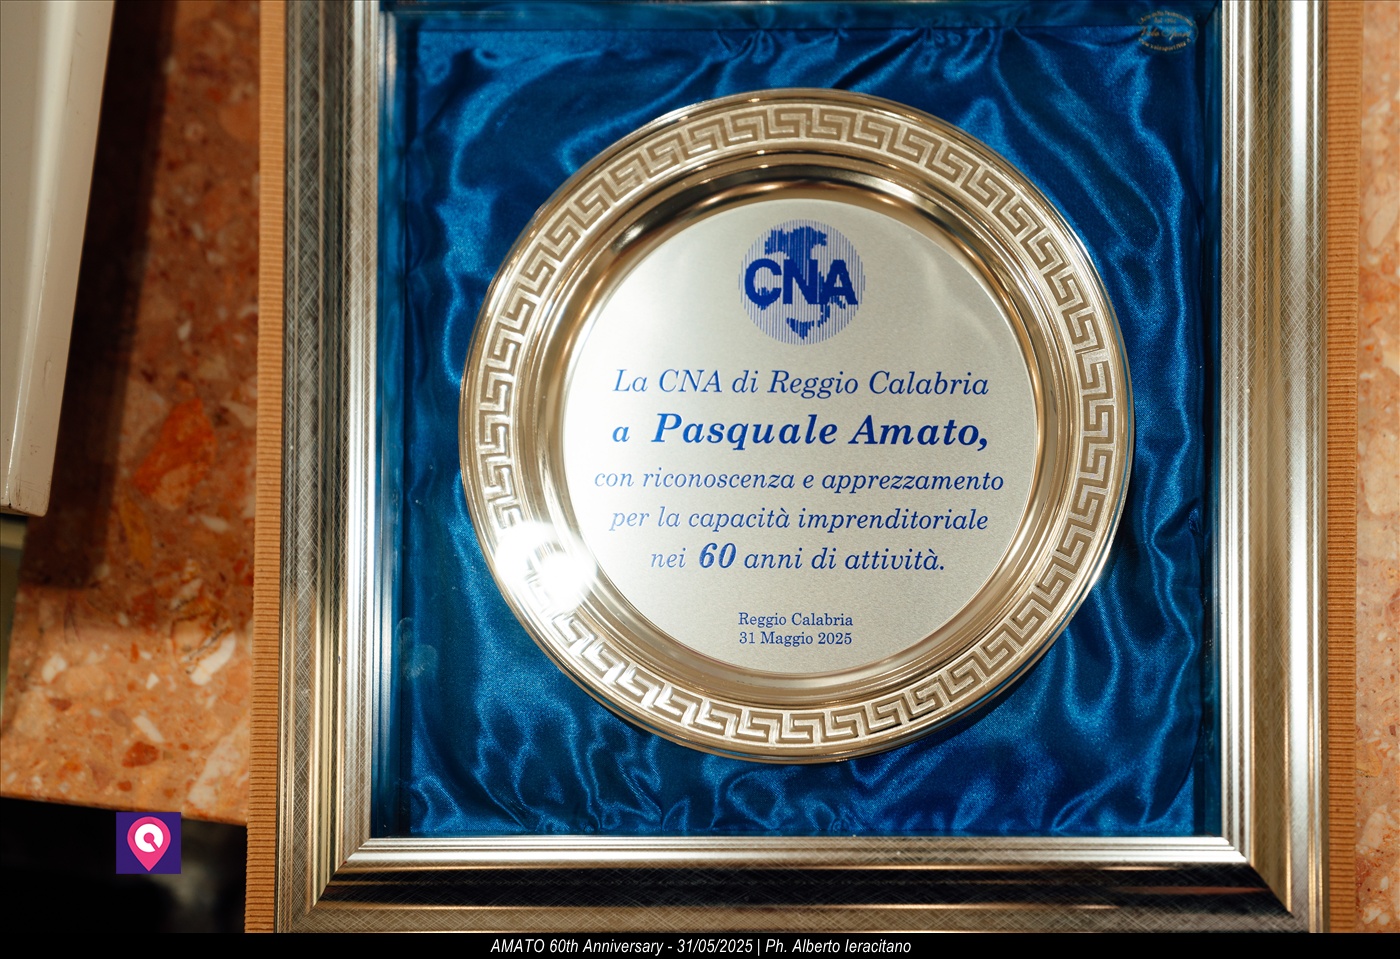 CNA
La CNA di Reggio Calabria
a Pasquale Amato,
con riconoscenza e apprezzamento
per la capacità imprenditoriale
nei 60 anni di attività.
Reggio Calabria
31 Maggio 2025
AMATO 60th Anniversary - 31/05/2025 | Ph. Alberto Ieracitano